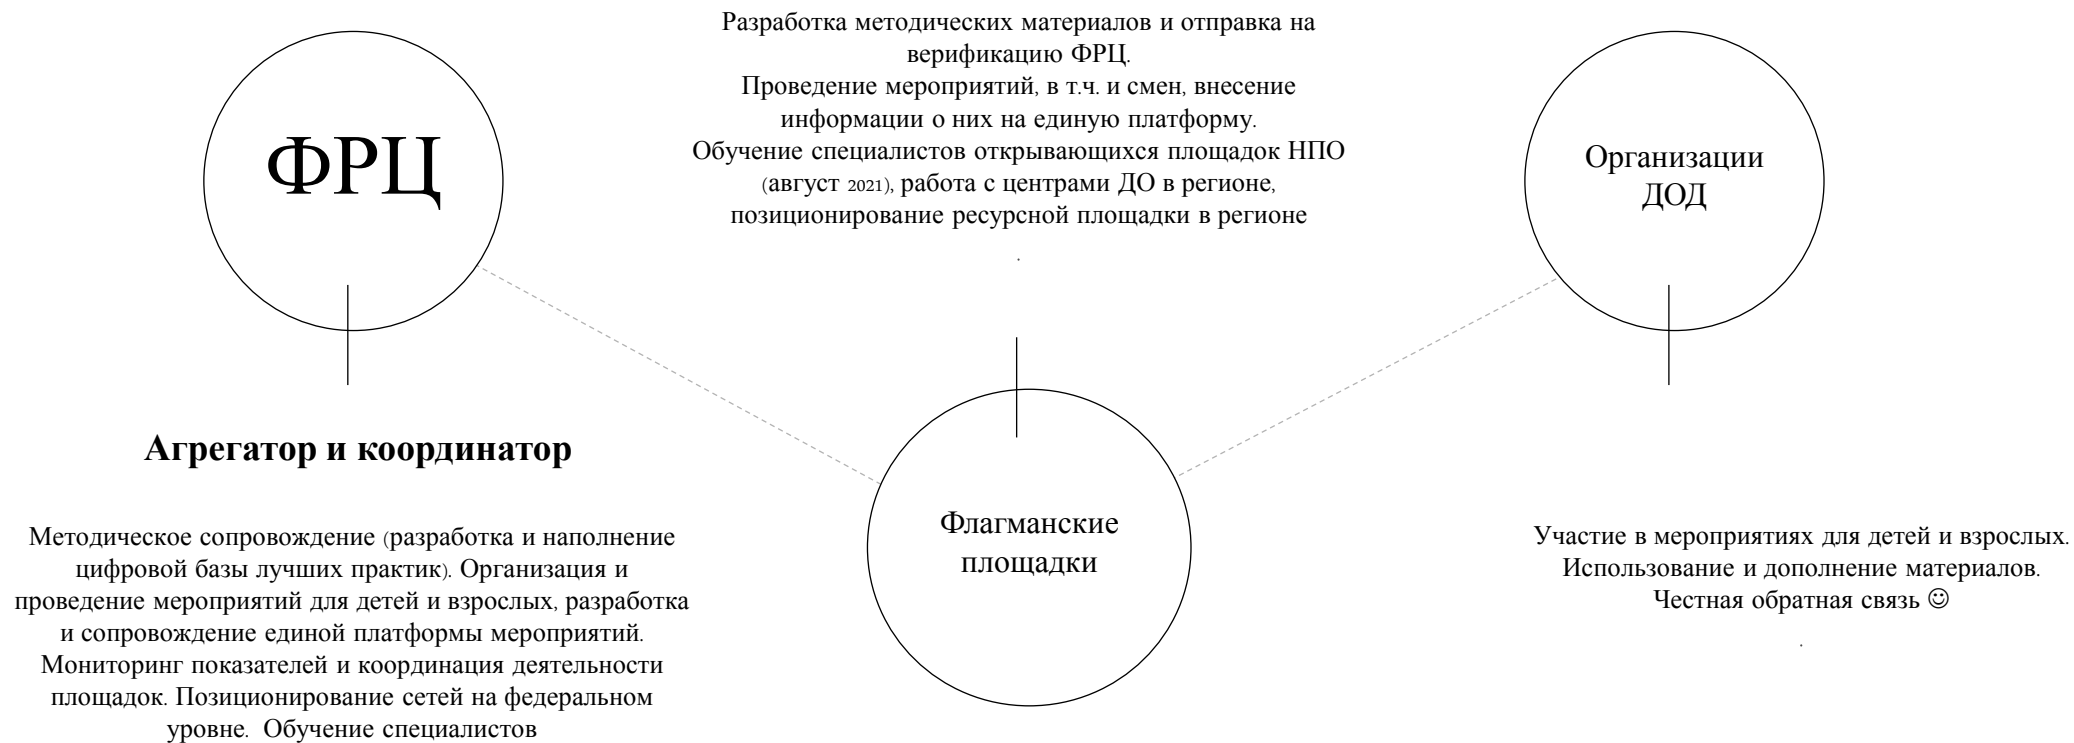 ФРЦ
Агрегатор и координатор
Методическое сопровождение (разработка и наполнение
цифровой базы лучших практик). Организация и
проведение мероприятий для детей и взрослых, разработка
и сопровождение единой платформы мероприятий.
Мониторинг показателей и координация деятельности
площадок. Позиционирование сетей на федеральном
уровне. Обучение специалистов
Разработка методических материалов и отправка на
верификацию ФРЦ.
Проведение мероприятий, в т.ч. и смен, внесение
информации о них на единую платформу.
Обучение специалистов открывающихся площадок НПО
(август 2021), работа с центрами ДО в регионе,
позиционирование ресурсной площадки в регионе
.
Флагманские
площадки
Организации
ДОД
Участие в мероприятиях для детей и взрослых.
Использование и дополнение материалов.
Честная обратная связь ☺
.